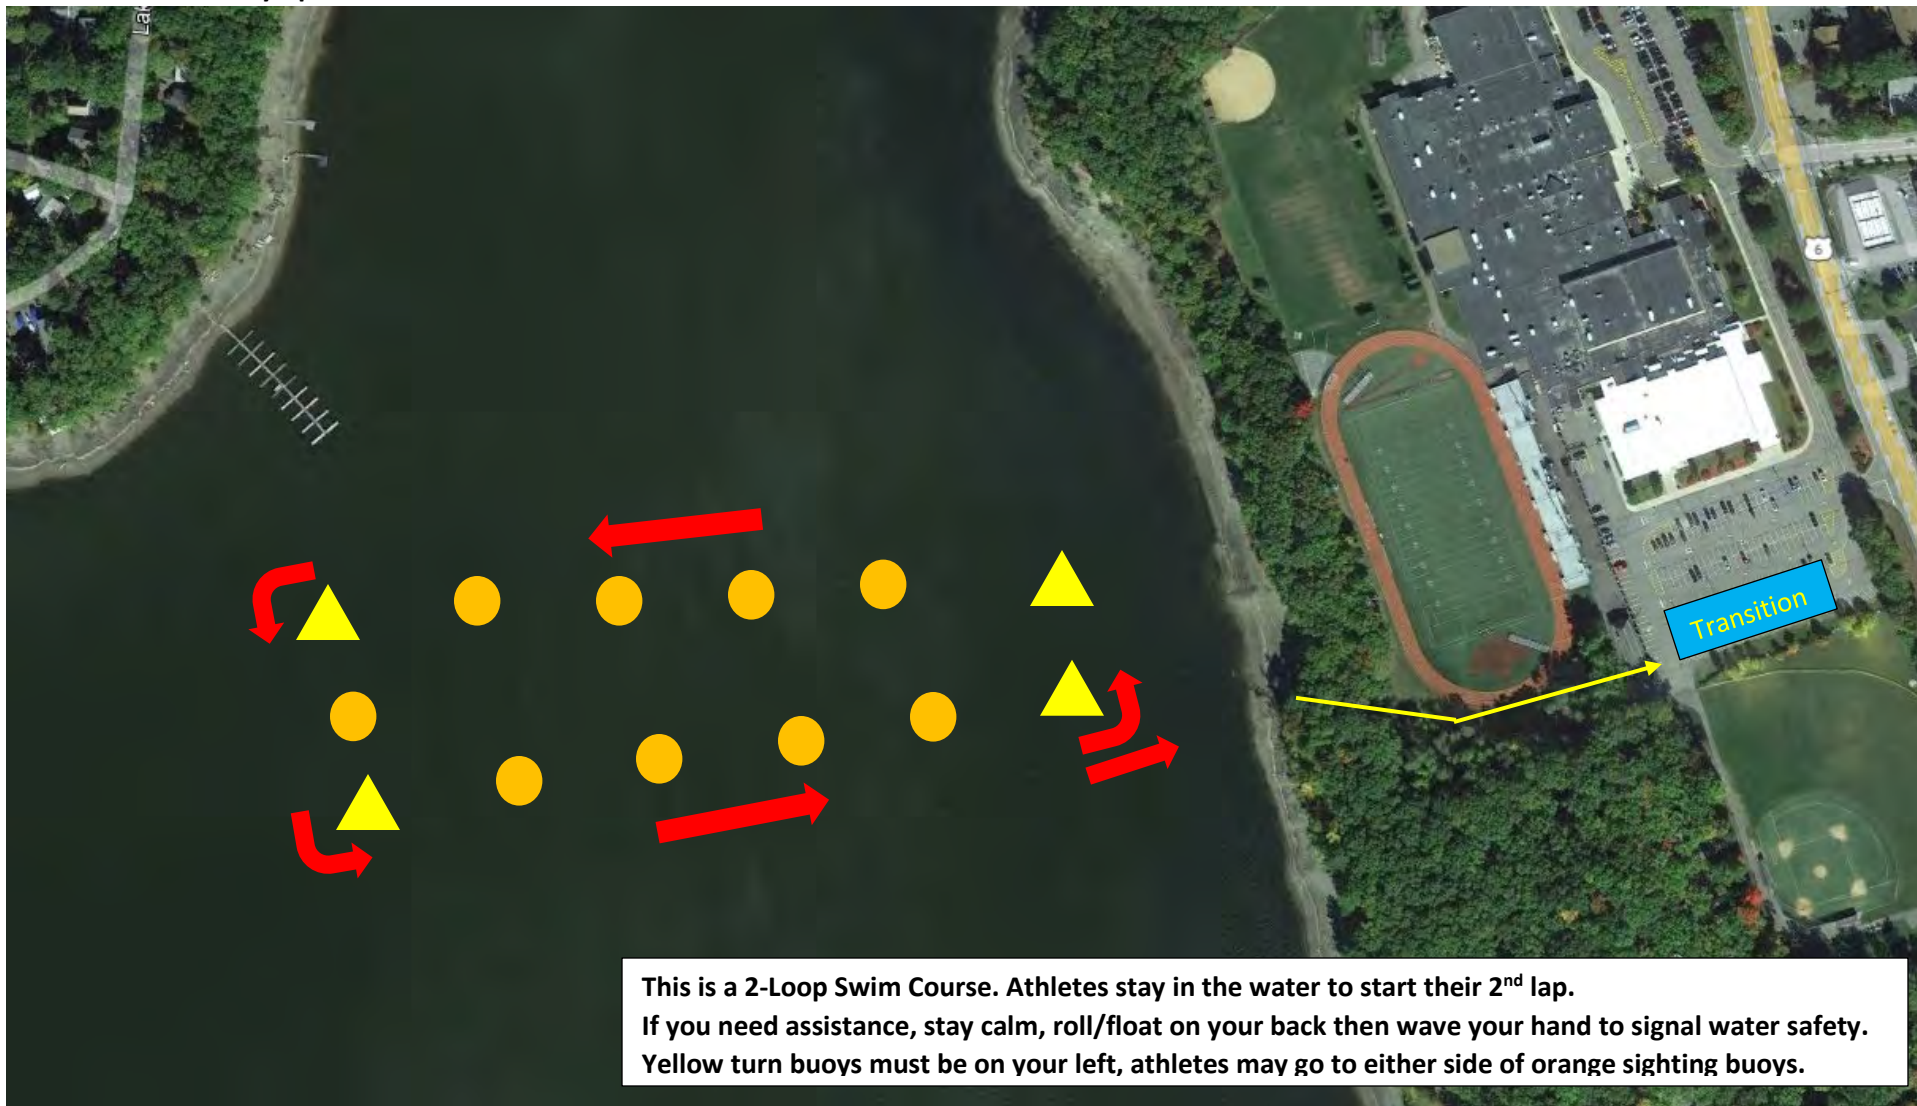 Transition
6
This is a 2-Loop Swim Course. Athletes stay in the water to start their 2nd lap.
If you need assistance, stay calm, roll/float on your back then wave your hand to signal water safety.
Yellow turn buoys must be on your left, athletes may go to either side of orange sighting buoys.